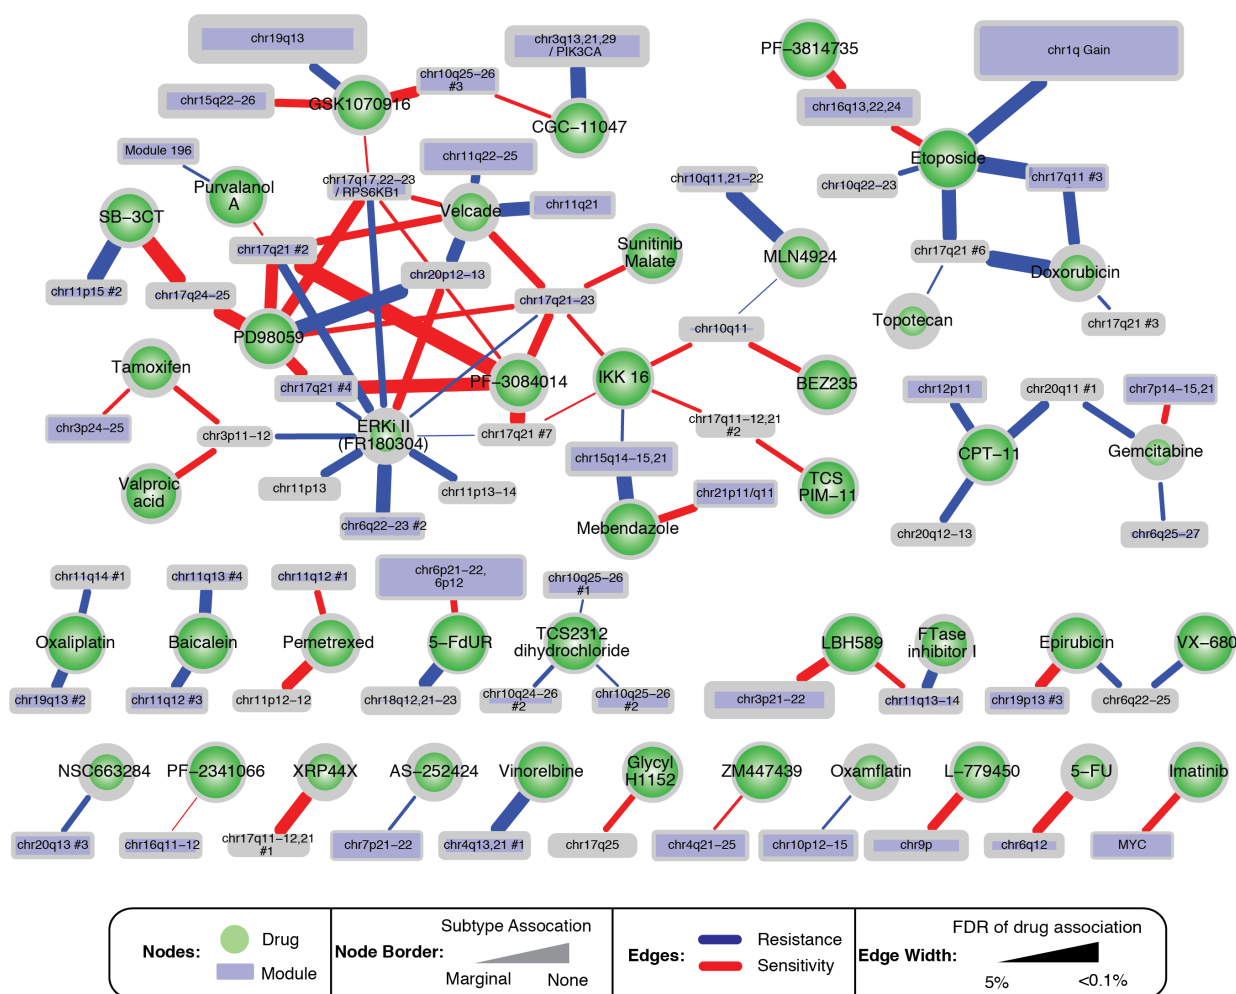 chr19q13
chr3q13,21,29
/ PIK3CA
PF−3814735
chr1q Gain
chr15q22−26
GSK1070916
chr10q25−26
#3
CGC−11047
chr16q13,22,24
Module 196
chr11q22−25
Etoposide
Purvalanol
A
chr17q17,22−23
/ RPS6KB1
chr10q11,21−22
chr10q22−23
chr17q11 #3
SB−3CT
Velcade
chr11q21
chr17q21 #2
Sunitinib
Malate
MLN4924
chr17q21 #6
chr11p15 #2
chr17q24−25
chr20p12−13
chr17q21−23
Doxorubicin
Topotecan
chr17q21 #3
PD98059
chr10q11
Tamoxifen
chr17q21 #4
PF−3084014
IKK 16
BEZ235
chr12p11
chr20q11 #1
chr7p14−15,21
chr3p24−25
chr3p11−12
ERKi II
(FR180304)
chr17q21 #7
chr17q11−12,21
#2
CPT−11
Gemcitabine
Valproic
acid
chr11p13
chr11p13−14
chr15q14−15,21
chr21p11/q11
TCS
PIM−11
chr6q22−23 #2
Mebendazole
chr20q12−13
chr6q25−27
chr11q14 #1
chr11q13 #4
chr11q12 #1
chr6p21−22,
6p12
chr10q25−26
#1
Oxaliplatin
Baicalein
Pemetrexed
5−FdUR
TCS2312
dihydrochloride
LBH589
FTase
inhibitor I
Epirubicin
VX−680
chr19q13 #2
chr11q12 #3
chr11p12−12
chr18q12,21−23
chr10q24−26
#2
chr10q25−26
#2
chr3p21−22
chr11q13−14
chr19p13 #3
chr6q22−25
NSC663284
PF−2341066
XRP44X
AS−252424
Vinorelbine
Glycyl
H1152
ZM447439
Oxamflatin
L−779450
5−FU
Imatinib
chr20q13 #3
chr16q11−12
chr17q11−12,21
#1
chr7p21−22
chr4q13,21 #1
chr17q25
chr4q21−25
chr10p12−15
chr9p
chr6q12
MYC
Nodes:
Drug
Module
Node Border:
Subtype Assocation
Marginal
None
Edges:
Resistance
Sensitivity
Edge Width:
FDR of drug association
5%
<0.1%